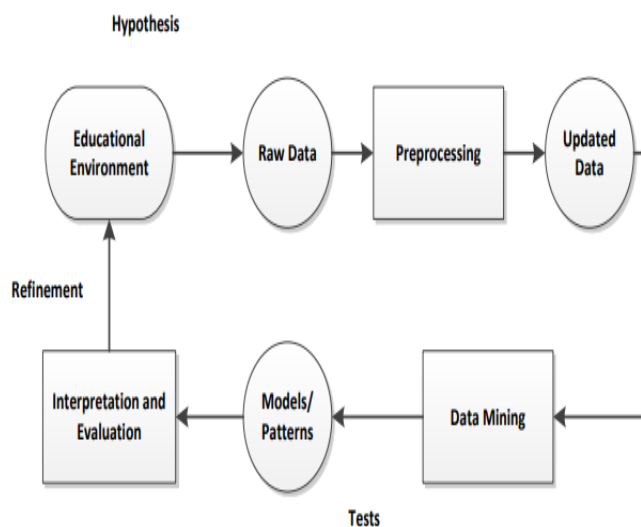 Hypothesis
Educational
Environment
Raw Data
Preprocessing
Updated
Data
Refinement
Interpretation and
Evaluation
Models/
Patterns
Data Mining
Tests